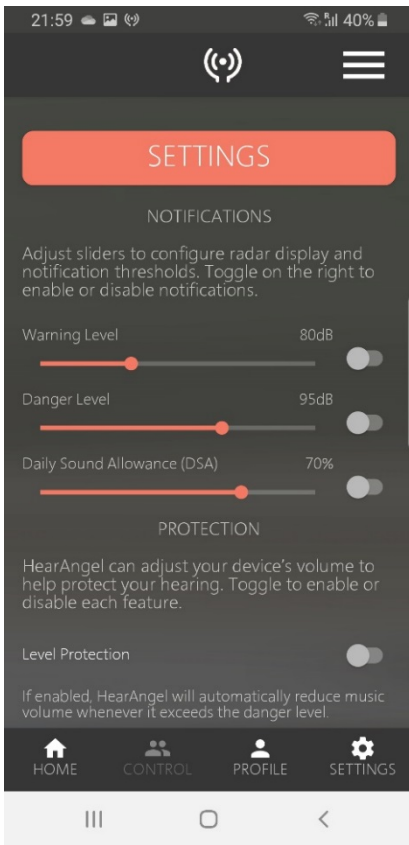 21:59 40%
SETTINGS
NOTIFICATIONS
Adjust sliders to configure radar display and
notification thresholds. Toggle on the right to
enable or disable notifications.
Warning Level 80dB
Danger Level 95dB
Daily Sound Allowance (DSA) 70%
PROTECTION
HearAngel can adjust your device's volume to
help protect your hearing. Toggle to enable or
disable each feature.
Level Protection
If enabled, HearAngel will automatically reduce music
volume whenever it exceeds the danger level.
HOME CONTROL PROFILE SETTINGS